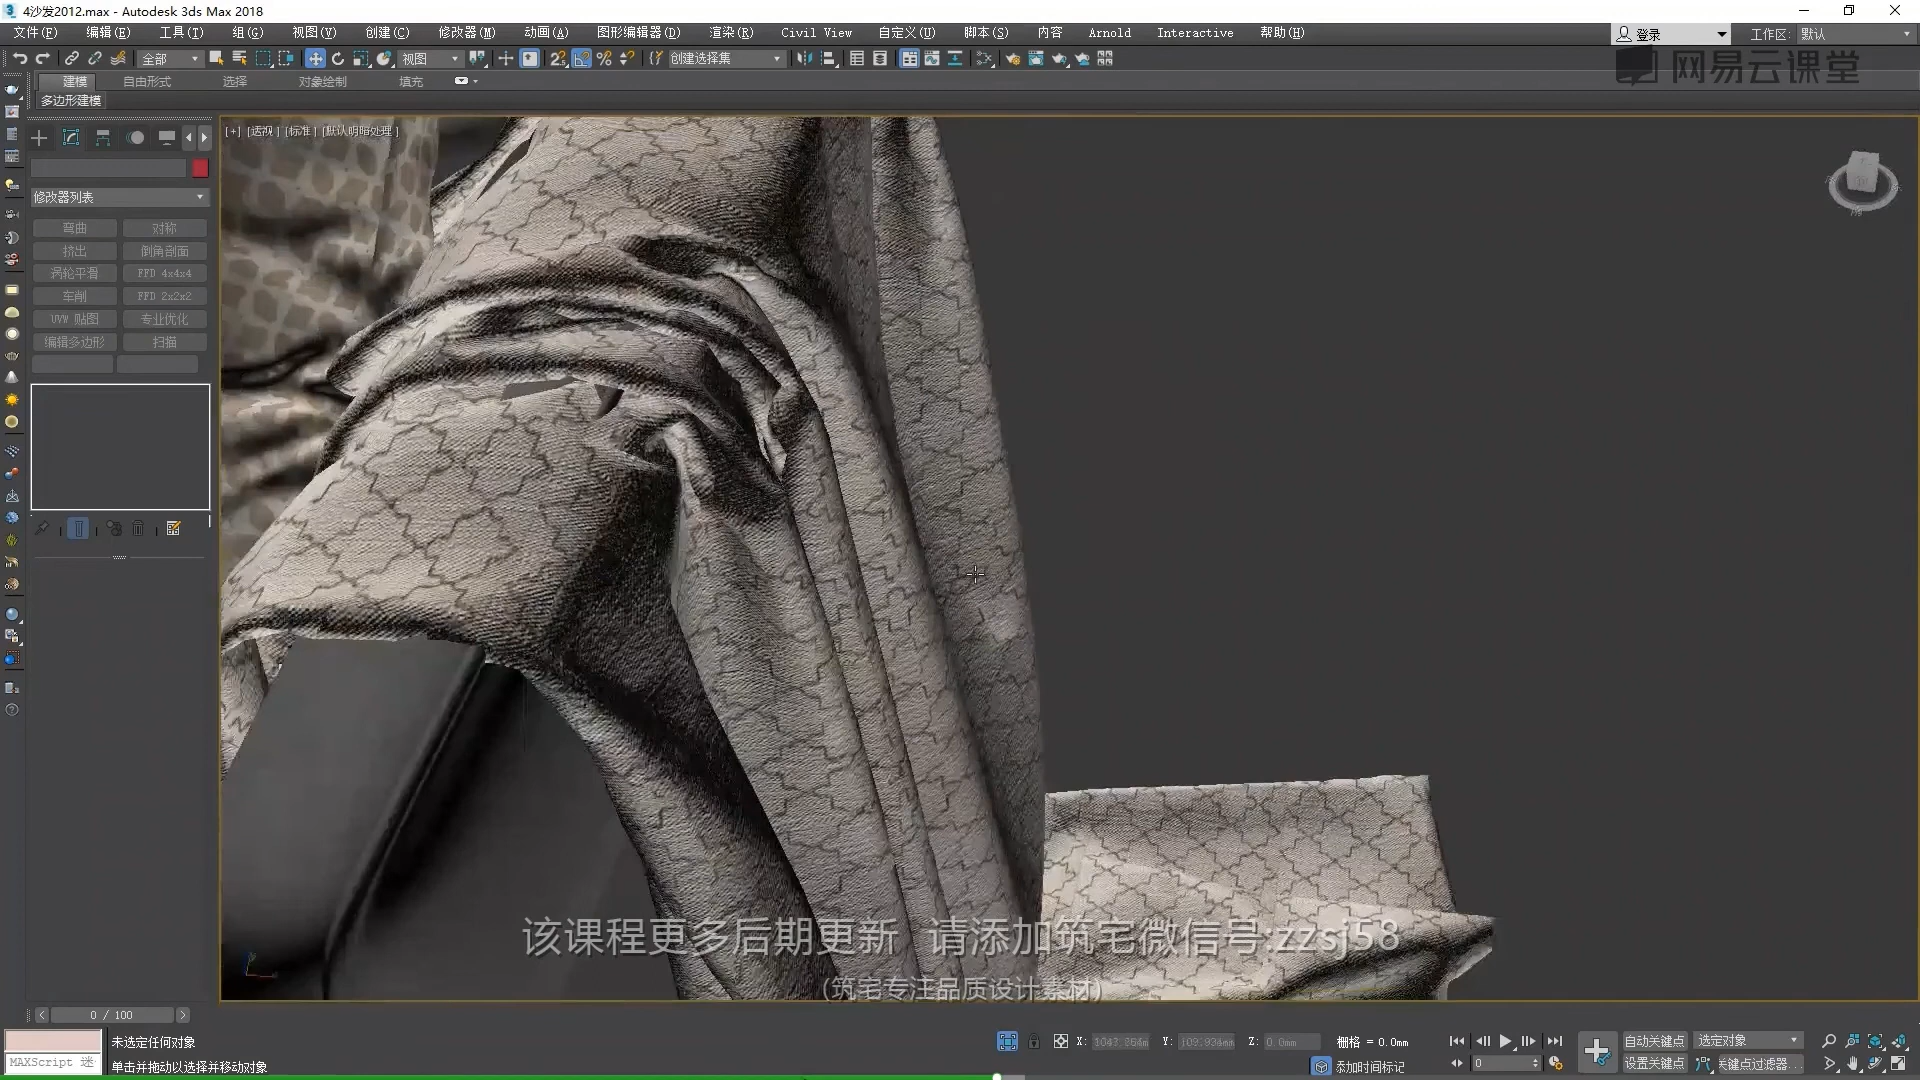 4沙发2012.max - Autodesk 3ds Max 2018
文件(F) 编辑(E) 工具(T) 组(G) 视图(V) 创建(C) 修改器(M) 动画(A) 图形编辑器(D) 渲染(R) Civil View 自定义(U) 脚本(S) 内容 Arnold Interactive 帮助(H)
登录 工作区: 默认
全部 视图 创建选择集
网易云课堂
建模 自由形式 选择 对象绘制 填充
多边形建模
[+] [透视] [标准] [默认明暗处理]
修改器列表
弯曲 对称
挤出 倒角剖面
涡轮平滑 FFD 4x4x4
车削 FFD 2x2x2
UVW 贴图 专业优化
编辑多边形 扫描
该课程更多后期更新 请添加筑宅微信号:zzsj58
(筑宅专注品质设计素材)
0 / 100
未选定任何对象
X: Y: Z: 0.0mm 栅格 = 0.0mm
自动关键点 选定对象
MAXScript 迷
单击并拖动以选择并移动对象
添加时间标记
0
设置关键点 关键点过滤器...